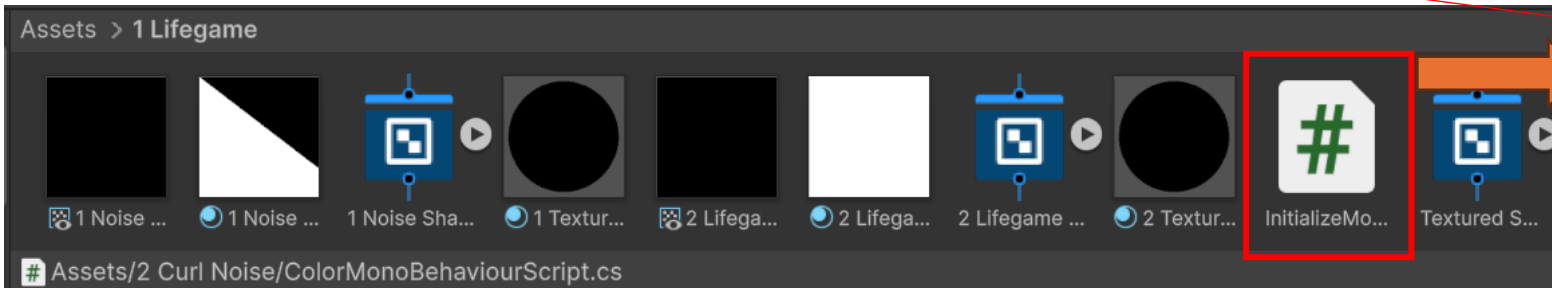 Assets > 1 Lifegame
1 Noise ...
1 Noise ...
1 Noise Sha...
1 Textur...
2 Lifega...
2 Lifega...
2 Lifegame ...
2 Textur...
InitializeMo...
Textured S...
Assets/2 Curl Noise/ColorMonoBehaviourScript.cs